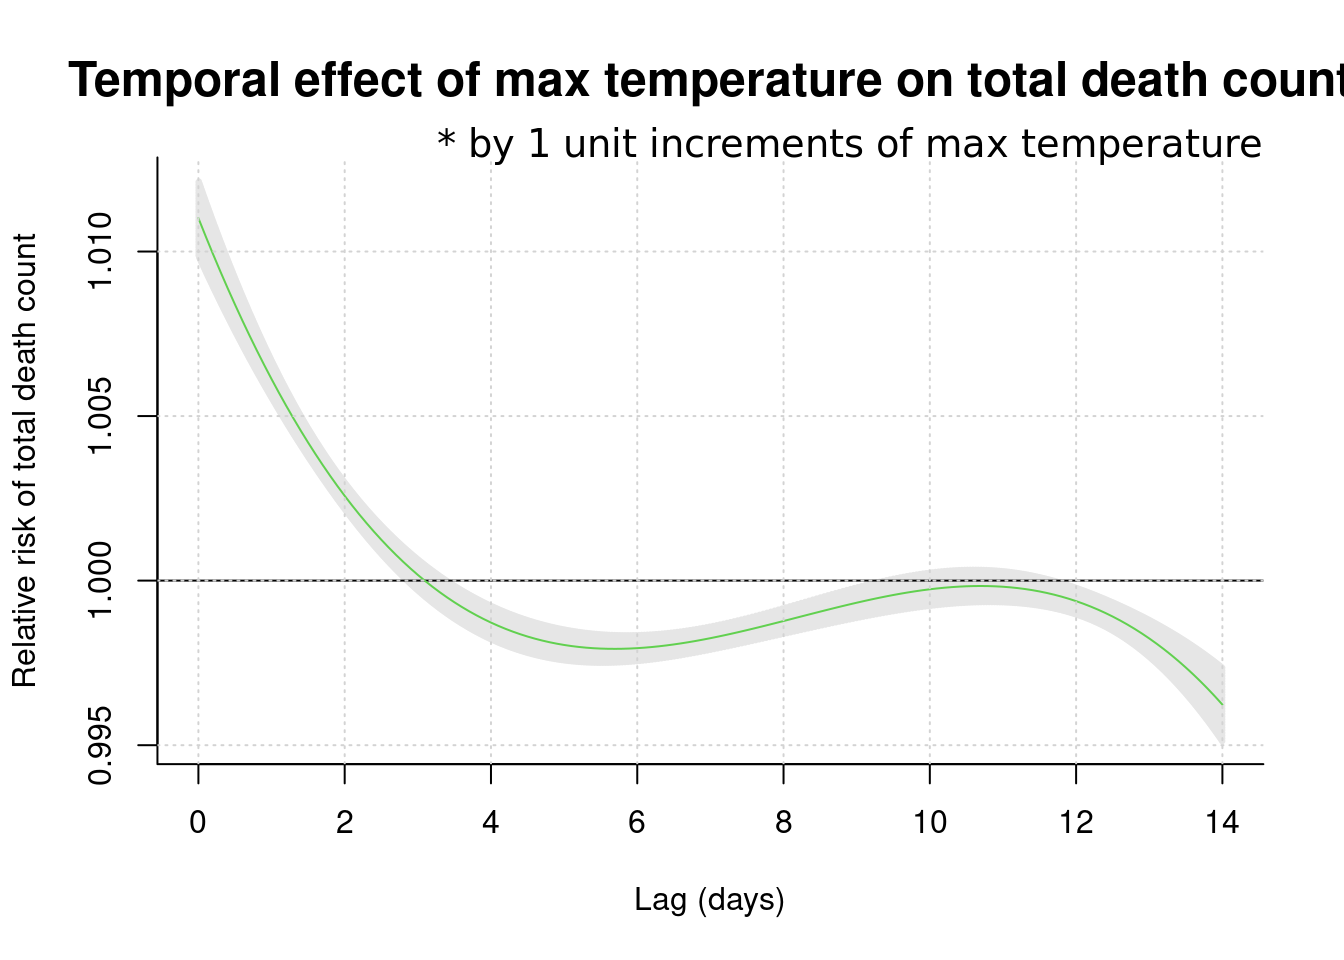 Temporal effect of max temperature on total death count
* by 1 unit increments of max temperature
Relative risk of total death count
1.010
1.005
1.000
0.995
0 2 4 6 8 10 12 14
Lag (days)